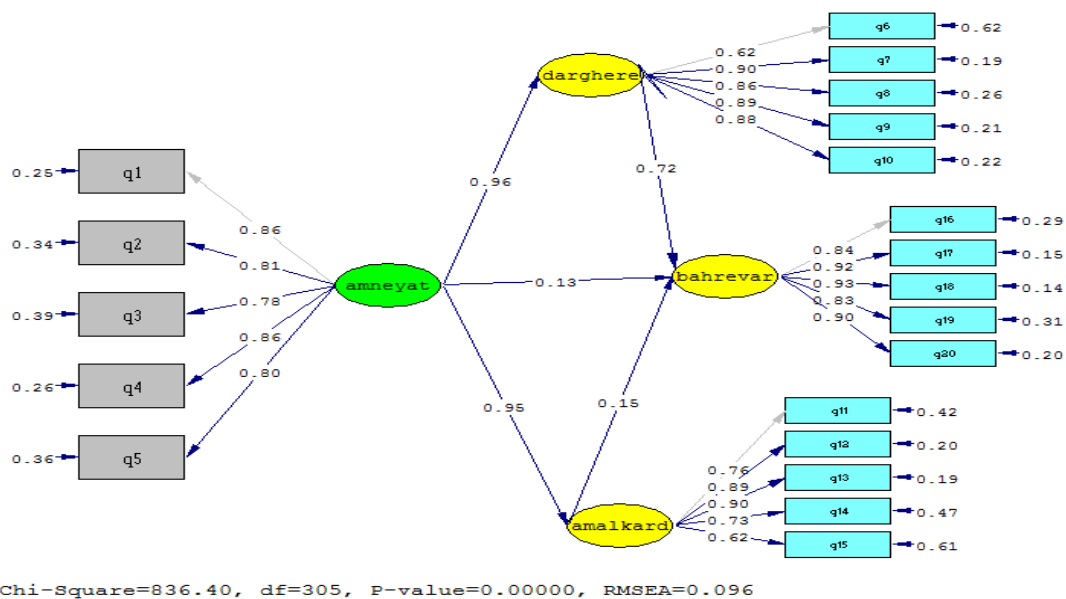 q6
0.62
0.62
q7
0.90
0.19
darghere
q8
0.86
0.26
q9
0.89
0.21
q10
0.88
0.22
q1
0.25
0.86
q2
0.34
0.81
q3
0.39
0.78
q4
0.26
0.86
q5
0.36
0.80
amneyat
0.96
0.72
0.13
0.95
0.15
bahrevar
q16
0.84
0.29
q17
0.92
0.15
q18
0.93
0.14
q19
0.83
0.31
q20
0.90
0.20
amalkard
q11
0.76
0.42
q12
0.89
0.20
q13
0.90
0.19
q14
0.73
0.47
q15
0.62
0.61
Chi-Square=836.40, df=305, P-value=0.00000, RMSEA=0.096